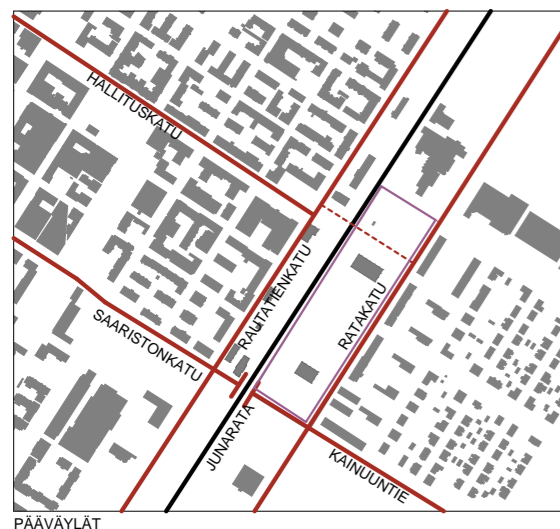 HALLITUSKATU
RAUTATIENKATU
RATAKATU
SAARISTONKATU
JUNARATA
KAINUUNTIE
PÄÄVÄYLÄT